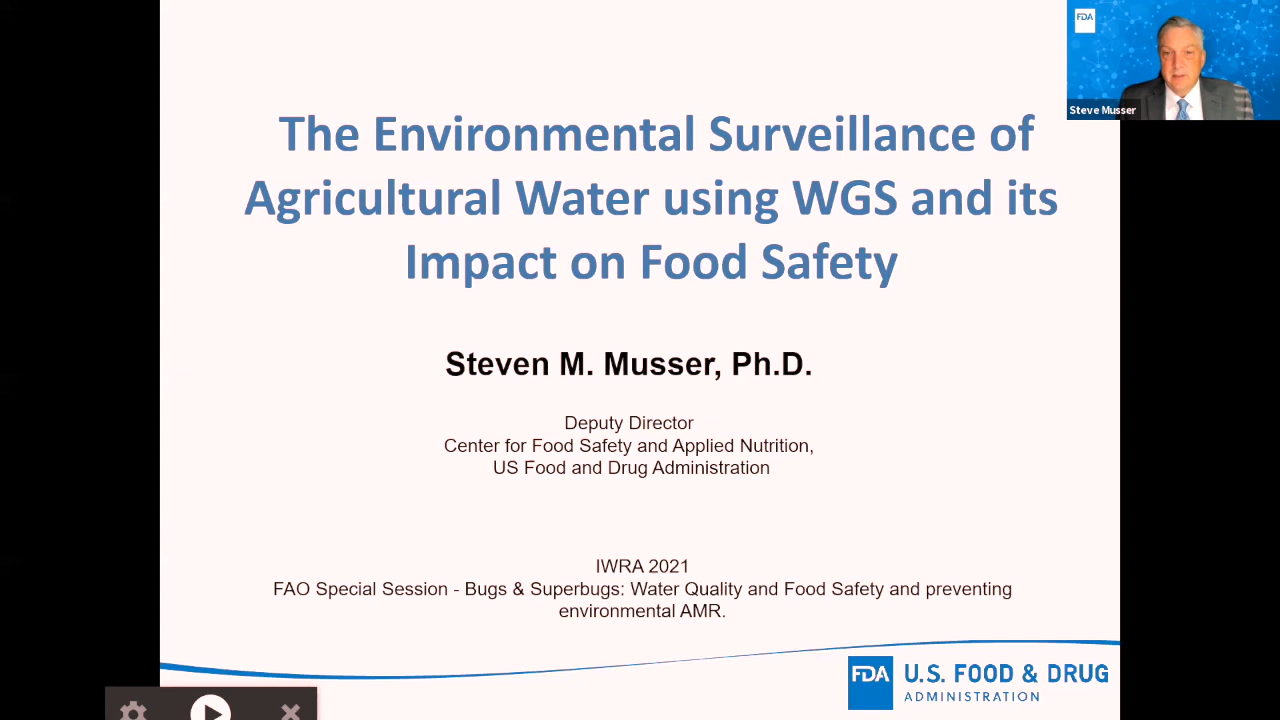 FDA
Steve Musser
The Environmental Surveillance of
Agricultural Water using WGS and its
Impact on Food Safety
Steven M. Musser, Ph.D.
Deputy Director
Center for Food Safety and Applied Nutrition,
US Food and Drug Administration
IWRA 2021
FAO Special Session - Bugs & Superbugs: Water Quality and Food Safety and preventing
environmental AMR.
FDA
U.S. FOOD & DRUG
ADMINISTRATION